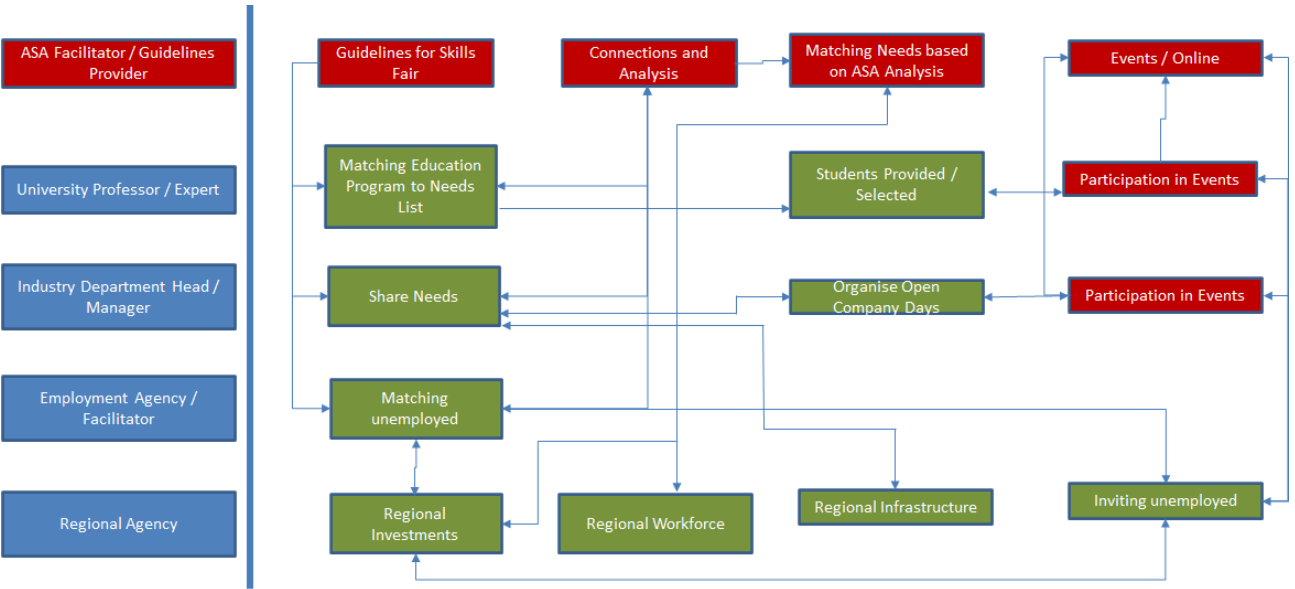 ASA Facilitator / Guidelines
Provider
Guidelines for Skills
Fair
Connections and
Analysis
Matching Needs based
on ASA Analysis
Events / Online
University Professor / Expert
Matching Education
Program to Needs
List
Students Provided /
Selected
Participation in Events
Industry Department Head /
Manager
Share Needs
Organise Open
Company Days
Participation in Events
Employment Agency /
Facilitator
Matching
unemployed
Regional Agency
Regional
Investments
Regional Workforce
Regional Infrastructure
Inviting unemployed